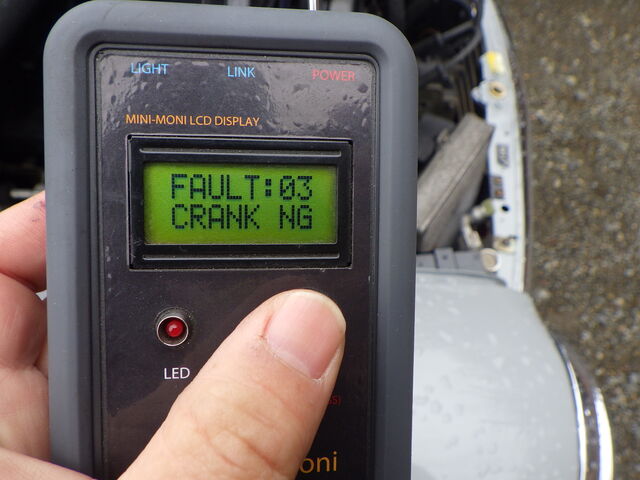 LIGHT LINK POWER
MINI-MONI LCD DISPLAY
FAULT:03
CRANK NG
LED
oni